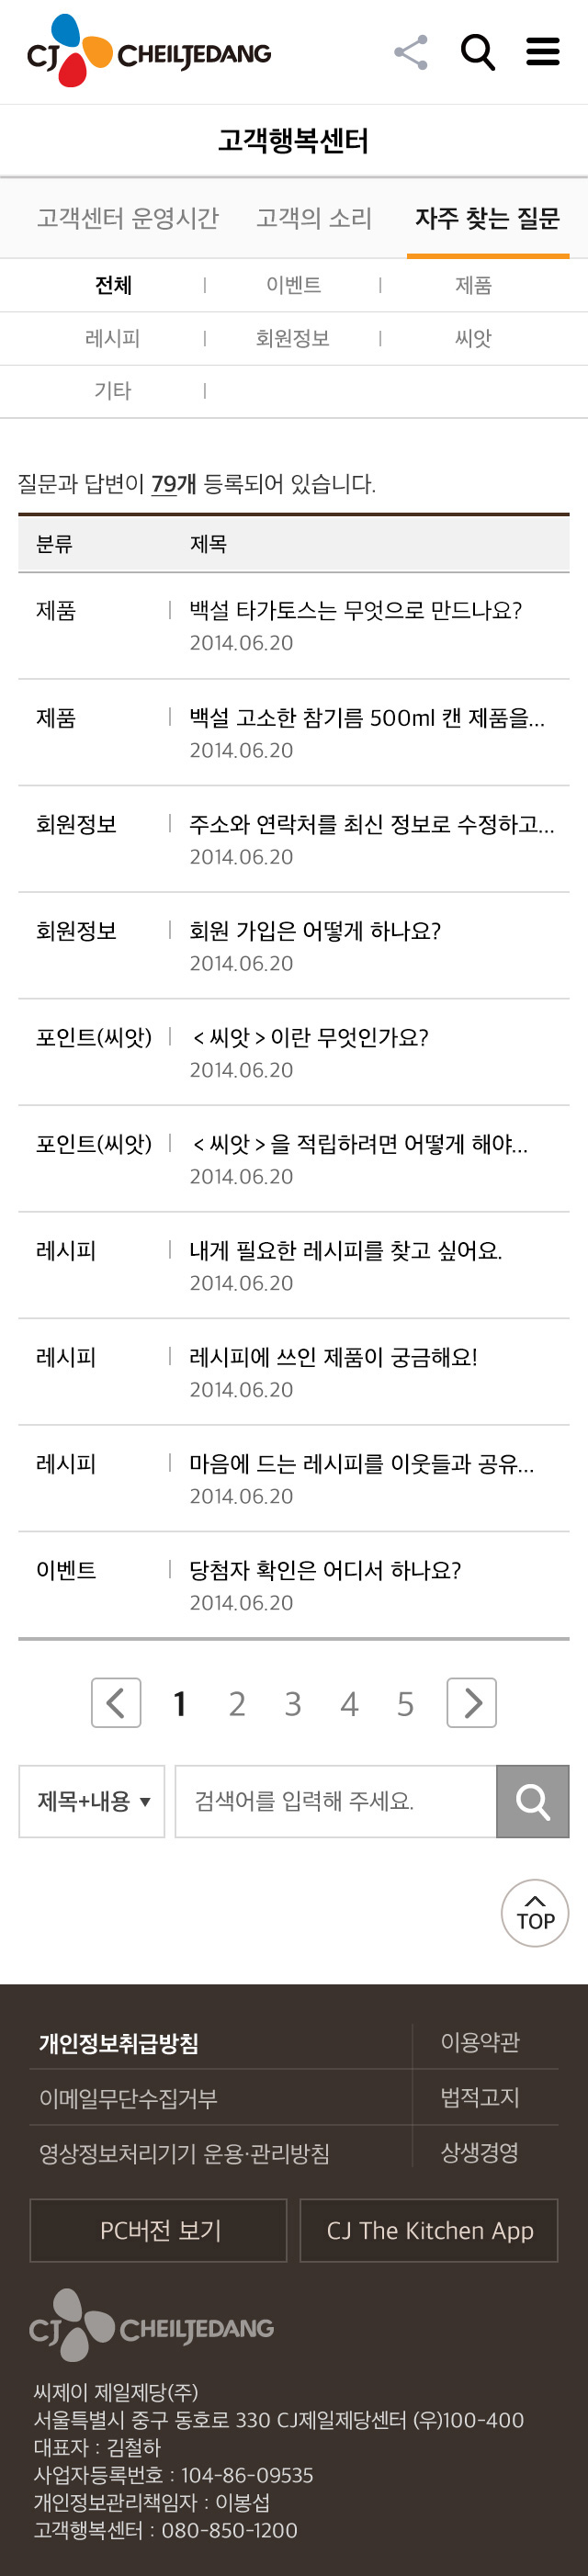 CJ CHEILJEDANG
고객행복센터
고객센터 운영시간 고객의 소리 자주 찾는 질문
전체 | 이벤트 | 제품
레시피 | 회원정보 | 씨앗
기타 |
질문과 답변이 79개 등록되어 있습니다.
분류 제목
제품 | 백설 타가토스는 무엇으로 만드나요?
2014.06.20
제품 | 백설 고소한 참기름 500ml 캔 제품을...
2014.06.20
회원정보 | 주소와 연락처를 최신 정보로 수정하고...
2014.06.20
회원정보 | 회원 가입은 어떻게 하나요?
2014.06.20
포인트(씨앗) | <씨앗>이란 무엇인가요?
2014.06.20
포인트(씨앗) | <씨앗>을 적립하려면 어떻게 해야...
2014.06.20
레시피 | 내게 필요한 레시피를 찾고 싶어요.
2014.06.20
레시피 | 레시피에 쓰인 제품이 궁금해요!
2014.06.20
레시피 | 마음에 드는 레시피를 이웃들과 공유...
2014.06.20
이벤트 | 당첨자 확인은 어디서 하나요?
2014.06.20
1 2 3 4 5
제목+내용 검색어를 입력해 주세요.
TOP
개인정보취급방침 이용약관
이메일무단수집거부 법적고지
영상정보처리기기 운용·관리방침 상생경영
PC버전 보기 CJ The Kitchen App
CJ CHEILJEDANG
씨제이 제일제당(주)
서울특별시 중구 동호로 330 CJ제일제당센터 (우)100-400
대표자 : 김철하
사업자등록번호 : 104-86-09535
개인정보관리책임자 : 이봉섭
고객행복센터 : 080-850-1200